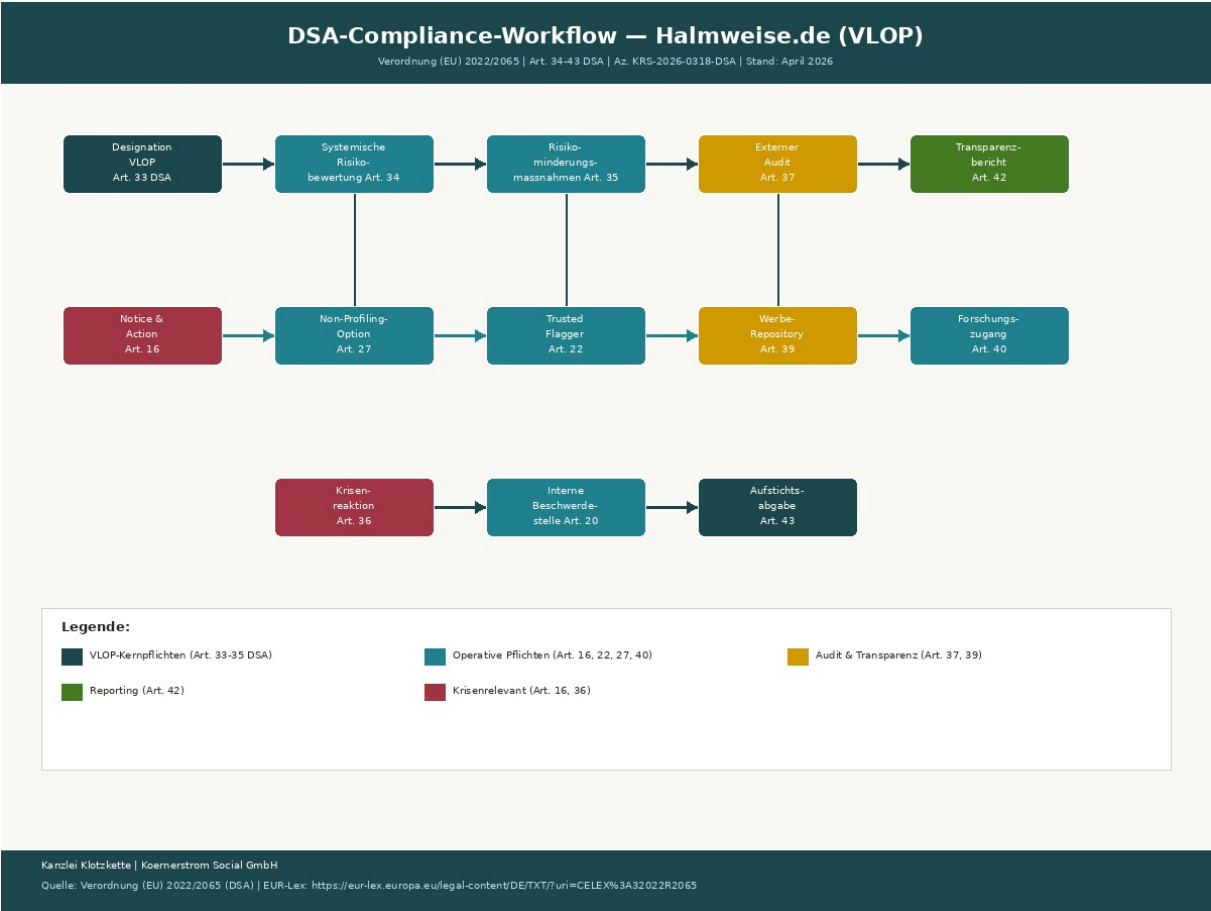 DSA-Compliance-Workflow — Halmweise.de (VLOP)
Verordnung (EU) 2022/2065 | Art. 34-43 DSA | Az. KRS-2026-0318-DSA | Stand: April 2026
Designation
VLOP
Art. 33 DSA
Systemische
Risiko-
bewertung Art. 34
Risiko-
minderungs-
massnahmen Art. 35
Externer
Audit
Art. 37
Transparenz-
bericht
Art. 42
Notice &
Action
Art. 16
Non-Profiling-
Option
Art. 27
Trusted
Flagger
Art. 22
Werbe-
Repository
Art. 39
Forschungs-
zugang
Art. 40
Krisen-
reaktion
Art. 36
Interne
Beschwerde-
stelle Art. 20
Aufstichts-
abgabe
Art. 43
Legende:
VLOP-Kernpflichten (Art. 33-35 DSA)
Operative Pflichten (Art. 16, 22, 27, 40)
Audit & Transparenz (Art. 37, 39)
Reporting (Art. 42)
Krisenrelevant (Art. 16, 36)
Kanzlei Klotzkette | Koernerstrom Social GmbH
Quelle: Verordnung (EU) 2022/2065 (DSA) | EUR-Lex: https://eur-lex.europa.eu/legal-content/DE/TXT/?uri=CELEX%3A32022R2065